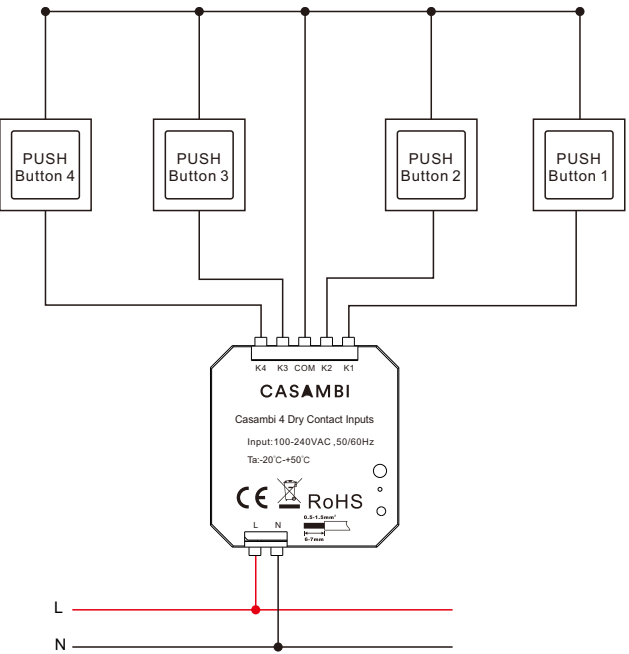 PUSH
Button 4
PUSH
Button 3
PUSH
Button 2
PUSH
Button 1
K4 K3 COM K2 K1
CASAMBI
Casambi 4 Dry Contact Inputs
Input:100-240VAC ,50/60Hz
Ta:-20°C-+50°C
CE RoHS
0.5-1.5mm²
6-7mm
L N
L
N